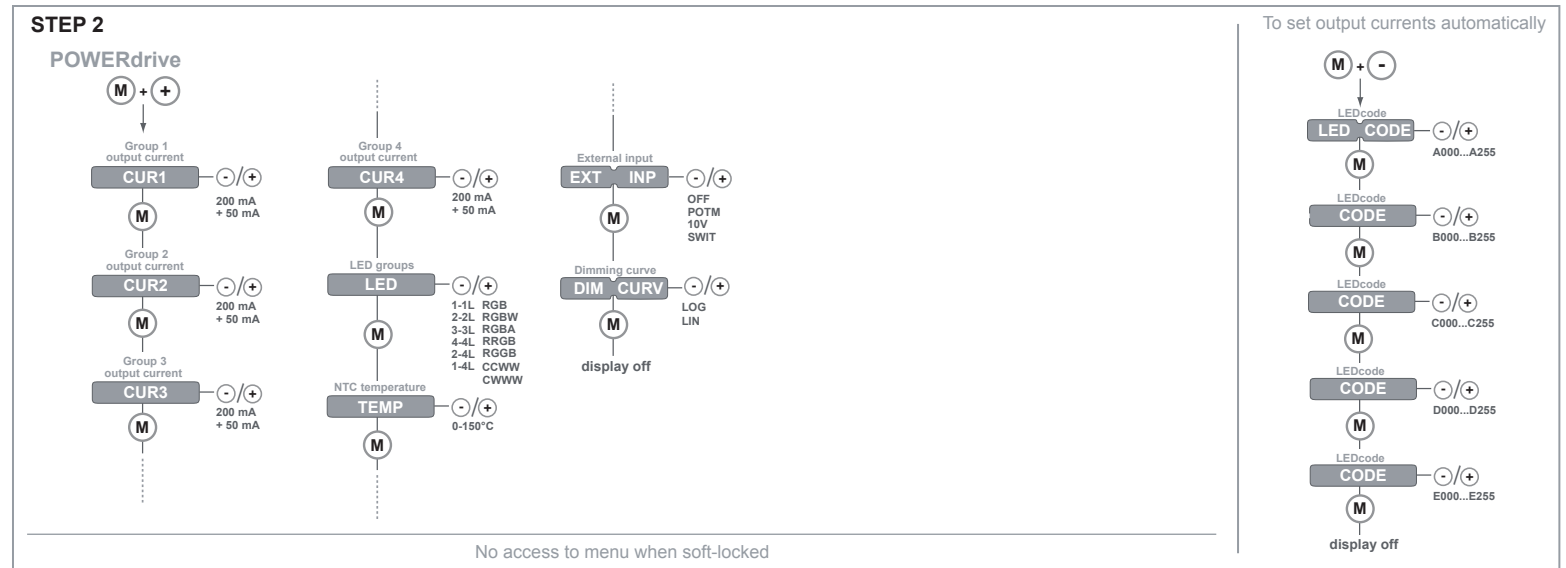 STEP 2
POWERdrive
M + +
Group 1
output current
CUR1 - / +
200 mA
+ 50 mA
M
Group 2
output current
CUR2 - / +
200 mA
+ 50 mA
M
Group 3
output current
CUR3 - / +
200 mA
+ 50 mA
M
Group 4
output current
CUR4 - / +
200 mA
+ 50 mA
M
LED groups
LED - / +
1-1L RGB
2-2L RGBW
3-3L RGBA
4-4L RRGB
2-4L RGGB
1-4L CCWW
CWWW
M
NTC temperature
TEMP - / +
0-150°C
M
External input
EXT INP - / +
OFF
POTM
10V
SWIT
M
Dimming curve
DIM CURV - / +
LOG
LIN
M
display off
No access to menu when soft-locked
To set output currents automatically
M + -
LEDcode
LED CODE - / +
A000...A255
M
LEDcode
CODE - / +
B000...B255
M
LEDcode
CODE - / +
C000...C255
M
LEDcode
CODE - / +
D000...D255
M
LEDcode
CODE - / +
E000...E255
M
display off